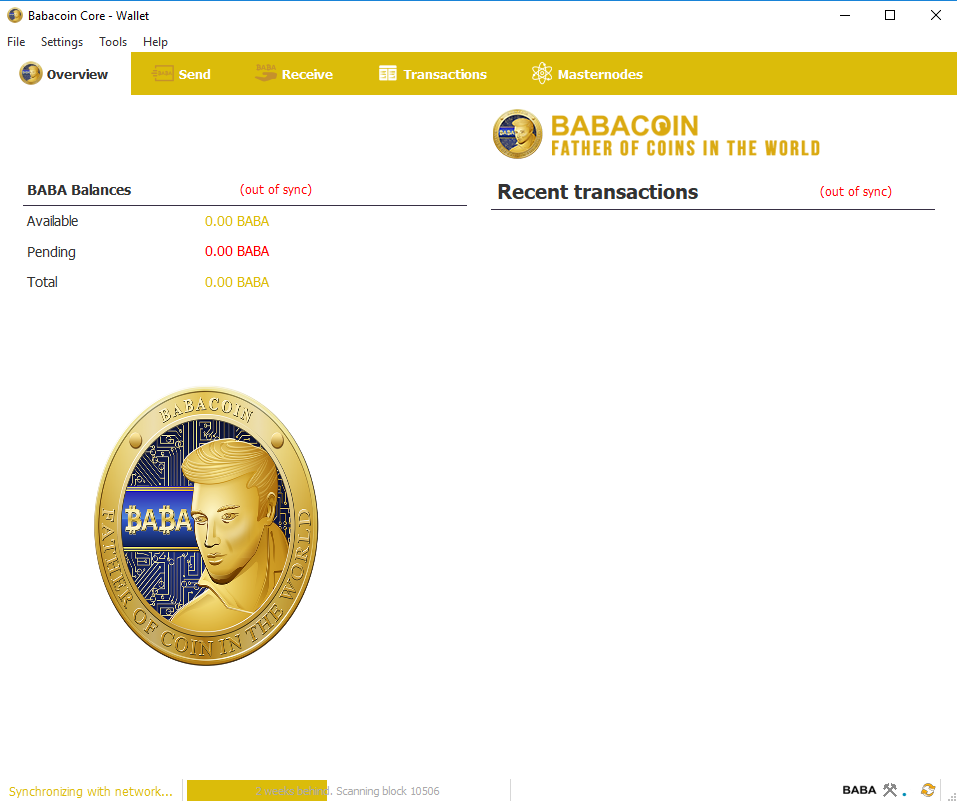 Babacoin Core - Wallet
File Settings Tools Help
Overview Send Receive Transactions Masternodes
BABACOIN
FATHER OF COINS IN THE WORLD
BABA Balances (out of sync)
Recent transactions (out of sync)
Available 0.00 BABA
Pending 0.00 BABA
Total 0.00 BABA
BABACOIN
BABA
FATHER OF COIN IN THE WORLD
Synchronizing with network... 2 weeks behind. Scanning block 10506
BABA